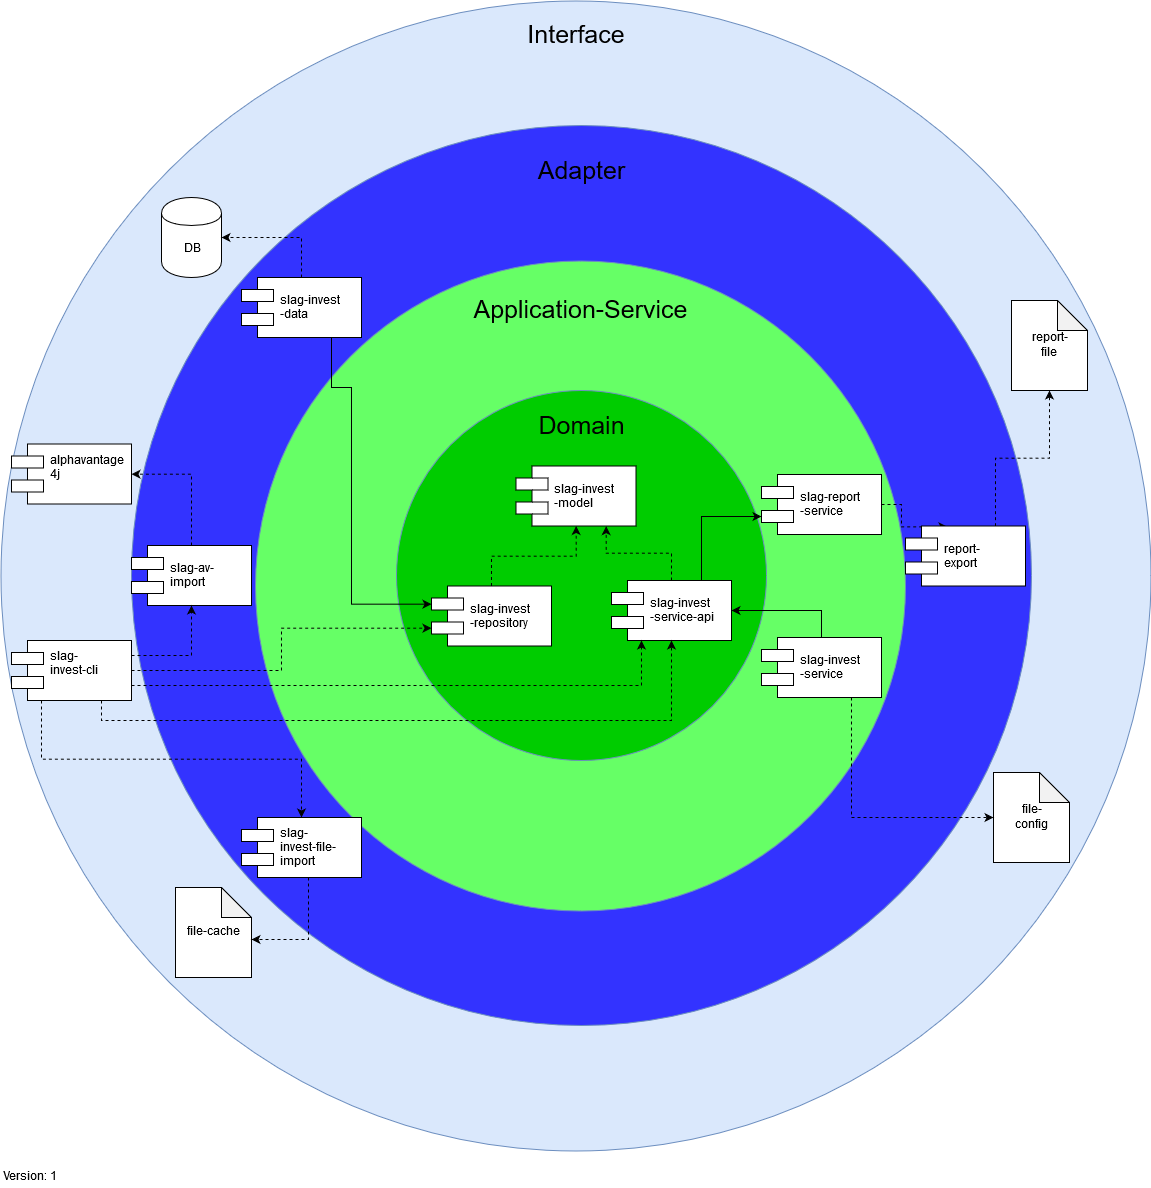 Interface
Adapter
DB
slag-invest
-data
Application-Service
report-
file
Domain
alphavantage
4j
slag-invest
-model
slag-report
-service
slag-av-
import
report-
export
slag-invest
-repository
slag-invest
-service-api
slag-
invest-cli
slag-invest
-service
file-
config
slag-
invest-file-
import
file-cache
Version: 1